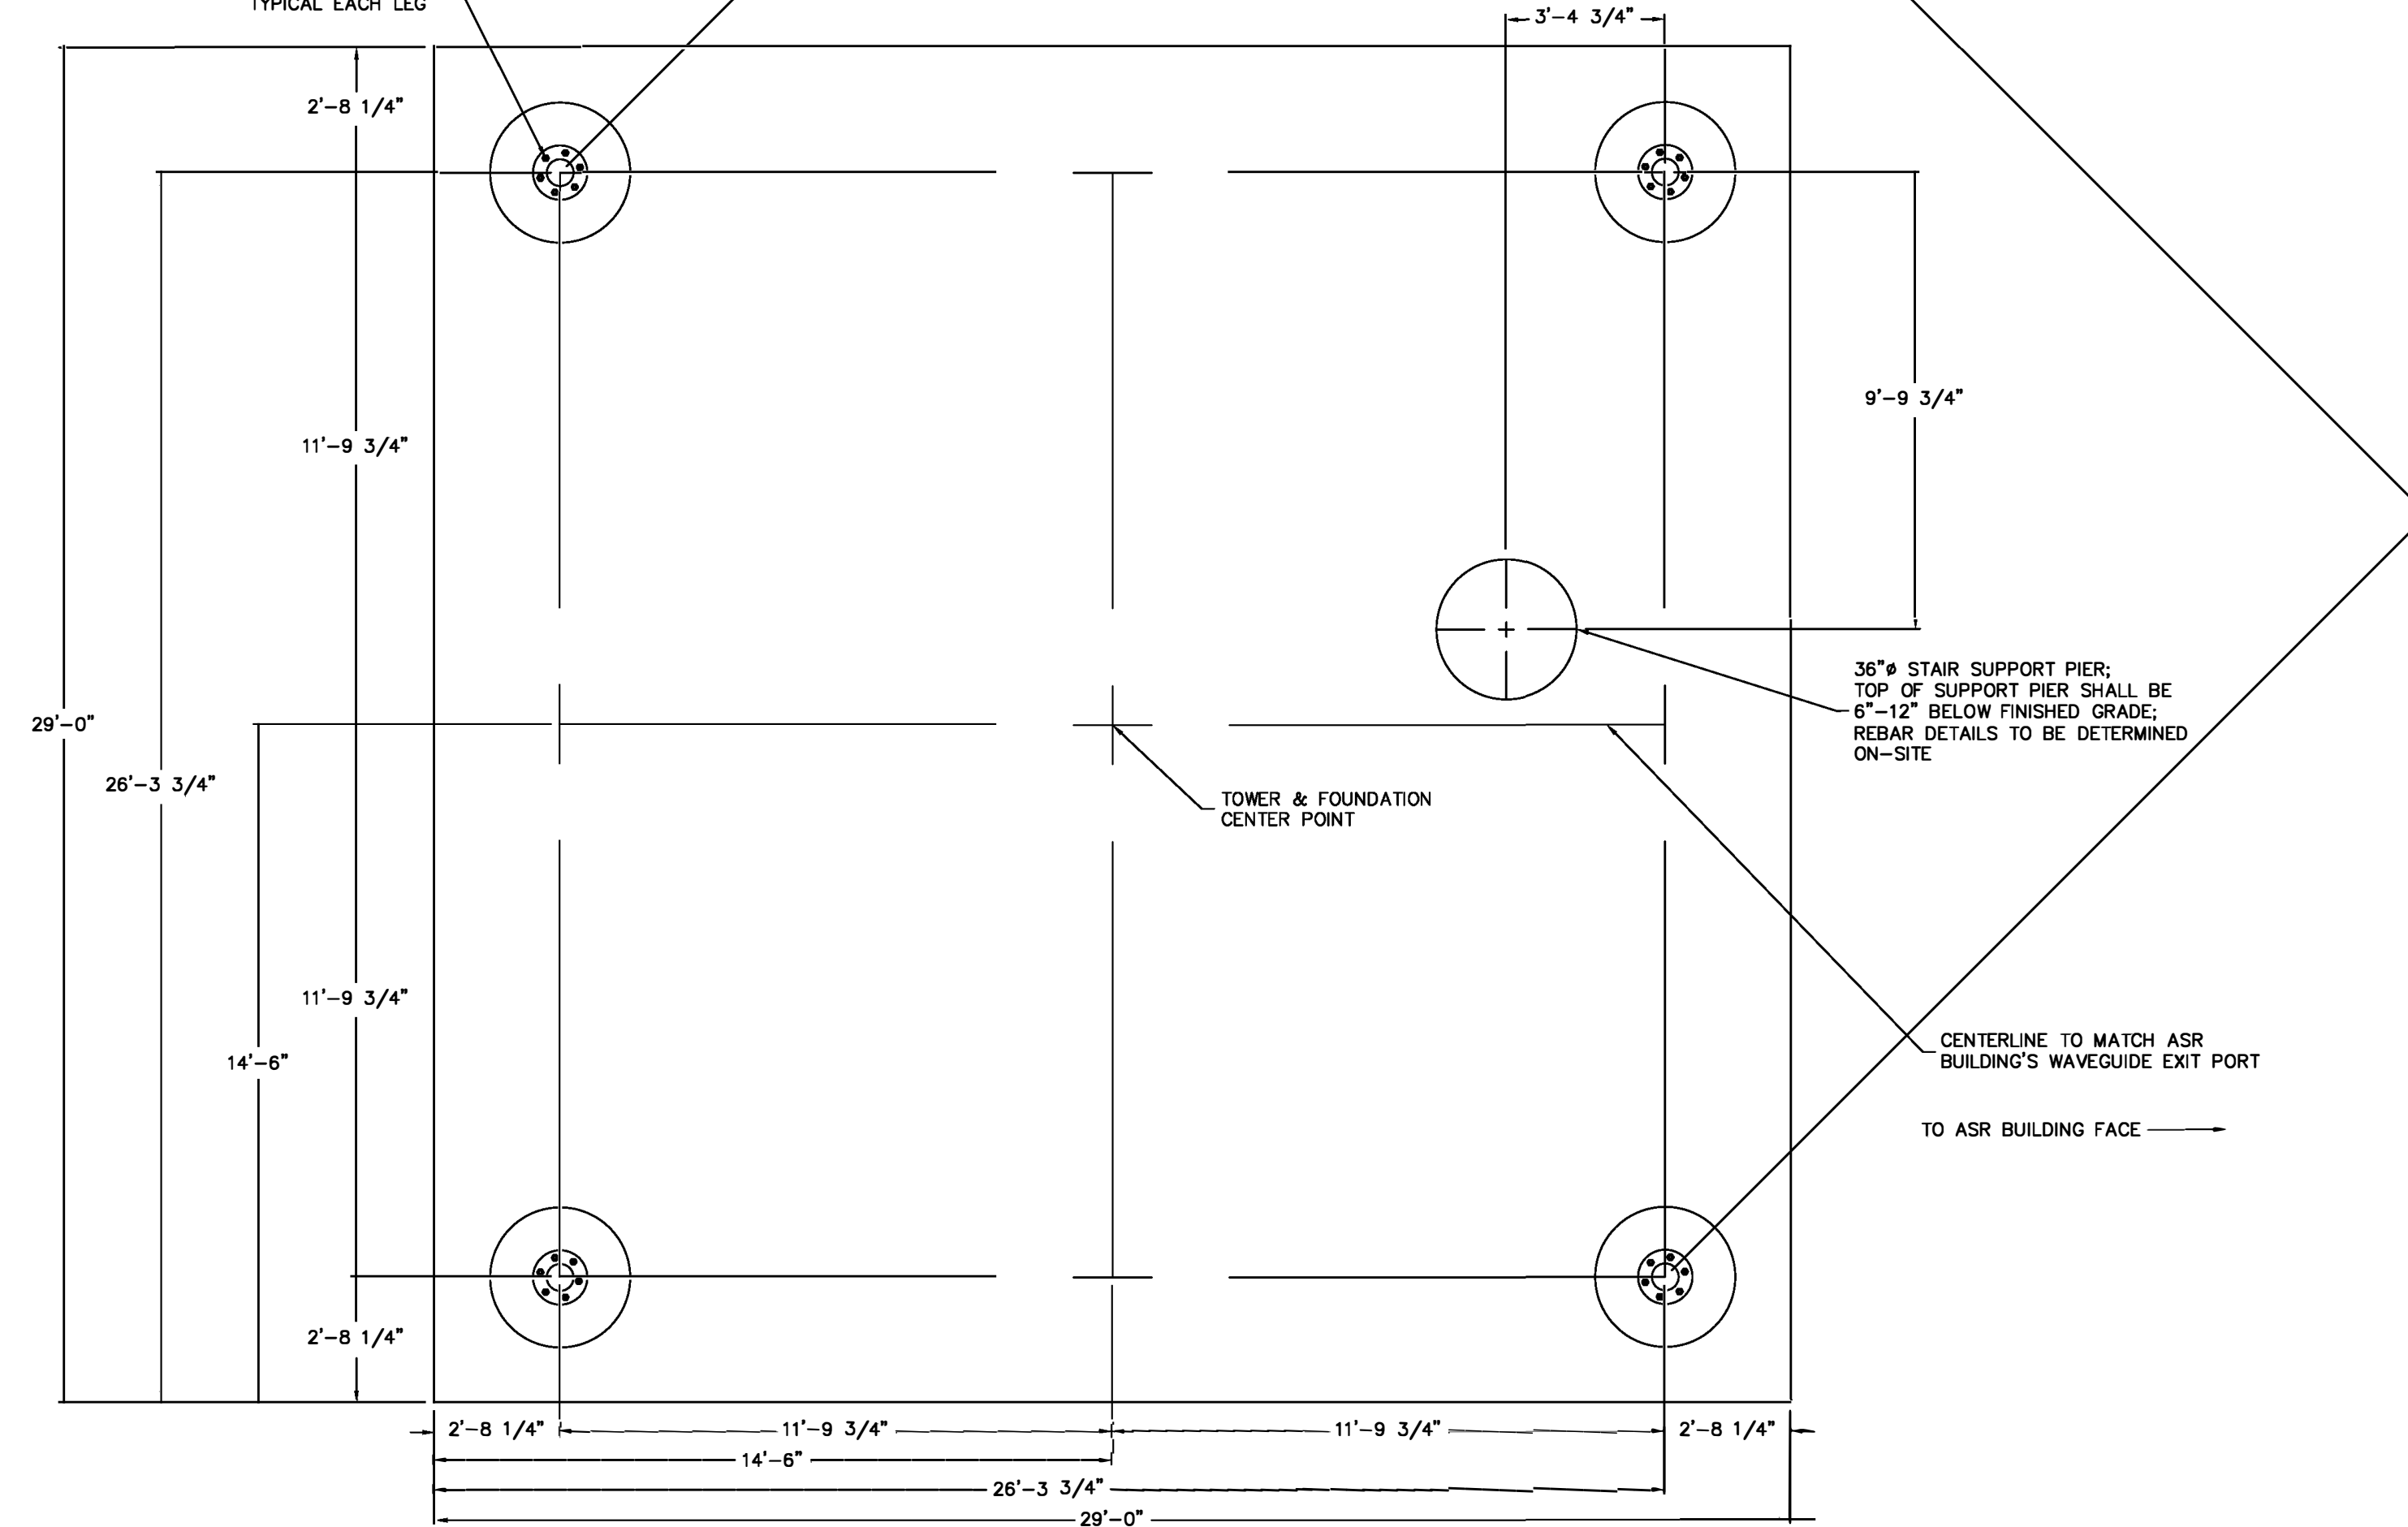 TYPICAL EACH LEG
3'-4 3/4"
2'-8 1/4"
11'-9 3/4"
9'-9 3/4"
36"ø STAIR SUPPORT PIER;
TOP OF SUPPORT PIER SHALL BE
6"-12" BELOW FINISHED GRADE;
REBAR DETAILS TO BE DETERMINED
ON-SITE
29'-0"
26'-3 3/4"
TOWER & FOUNDATION
CENTER POINT
11'-9 3/4"
14'-6"
CENTERLINE TO MATCH ASR
BUILDING'S WAVEGUIDE EXIT PORT
TO ASR BUILDING FACE
2'-8 1/4"
2'-8 1/4"
11'-9 3/4"
11'-9 3/4"
2'-8 1/4"
14'-6"
26'-3 3/4"
29'-0"